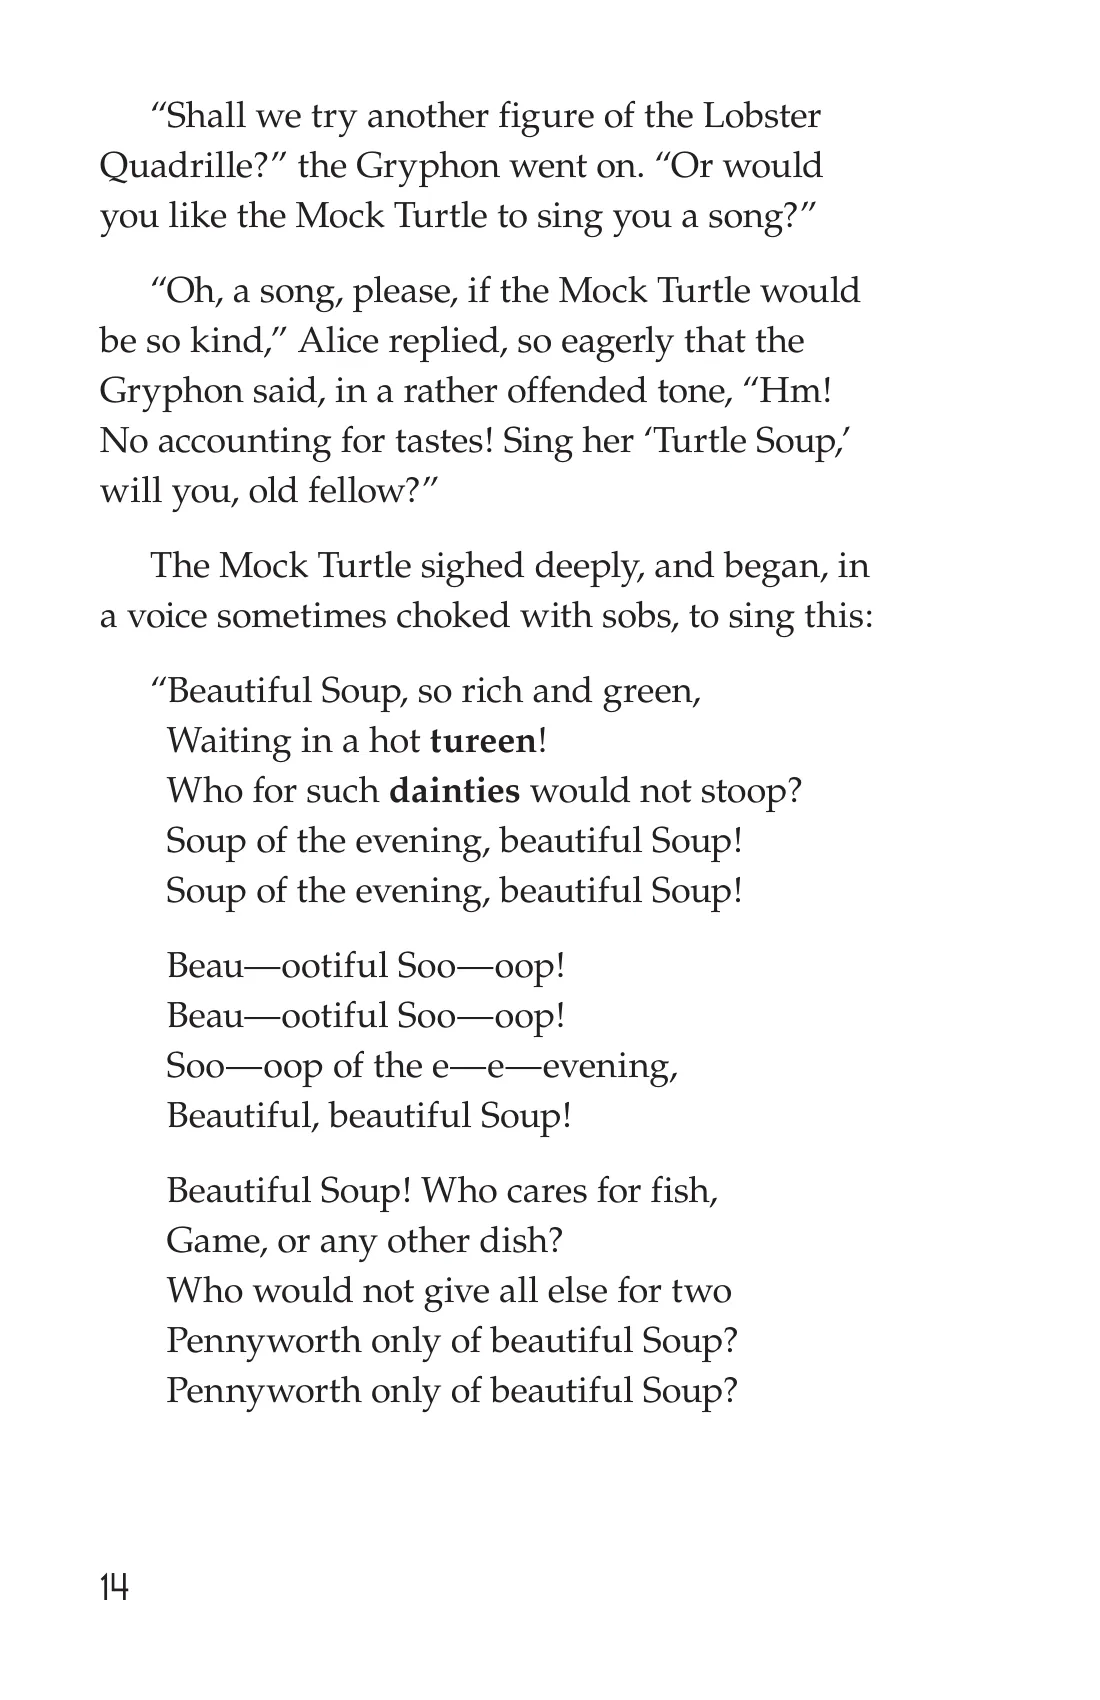 “Shall we try another figure of the Lobster
Quadrille?” the Gryphon went on. “Or would
you like the Mock Turtle to sing you a song?”
“Oh, a song, please, if the Mock Turtle would
be so kind,” Alice replied, so eagerly that the
Gryphon said, in a rather offended tone, “Hm!
No accounting for tastes! Sing her ‘Turtle Soup,’
will you, old fellow?”
The Mock Turtle sighed deeply, and began, in
a voice sometimes choked with sobs, to sing this:
“Beautiful Soup, so rich and green,
Waiting in a hot tureen!
Who for such dainties would not stoop?
Soup of the evening, beautiful Soup!
Soup of the evening, beautiful Soup!
Beau—ootiful Soo—oop!
Beau—ootiful Soo—oop!
Soo—oop of the e—e—evening,
Beautiful, beautiful Soup!
Beautiful Soup! Who cares for fish,
Game, or any other dish?
Who would not give all else for two
Pennyworth only of beautiful Soup?
Pennyworth only of beautiful Soup?
14